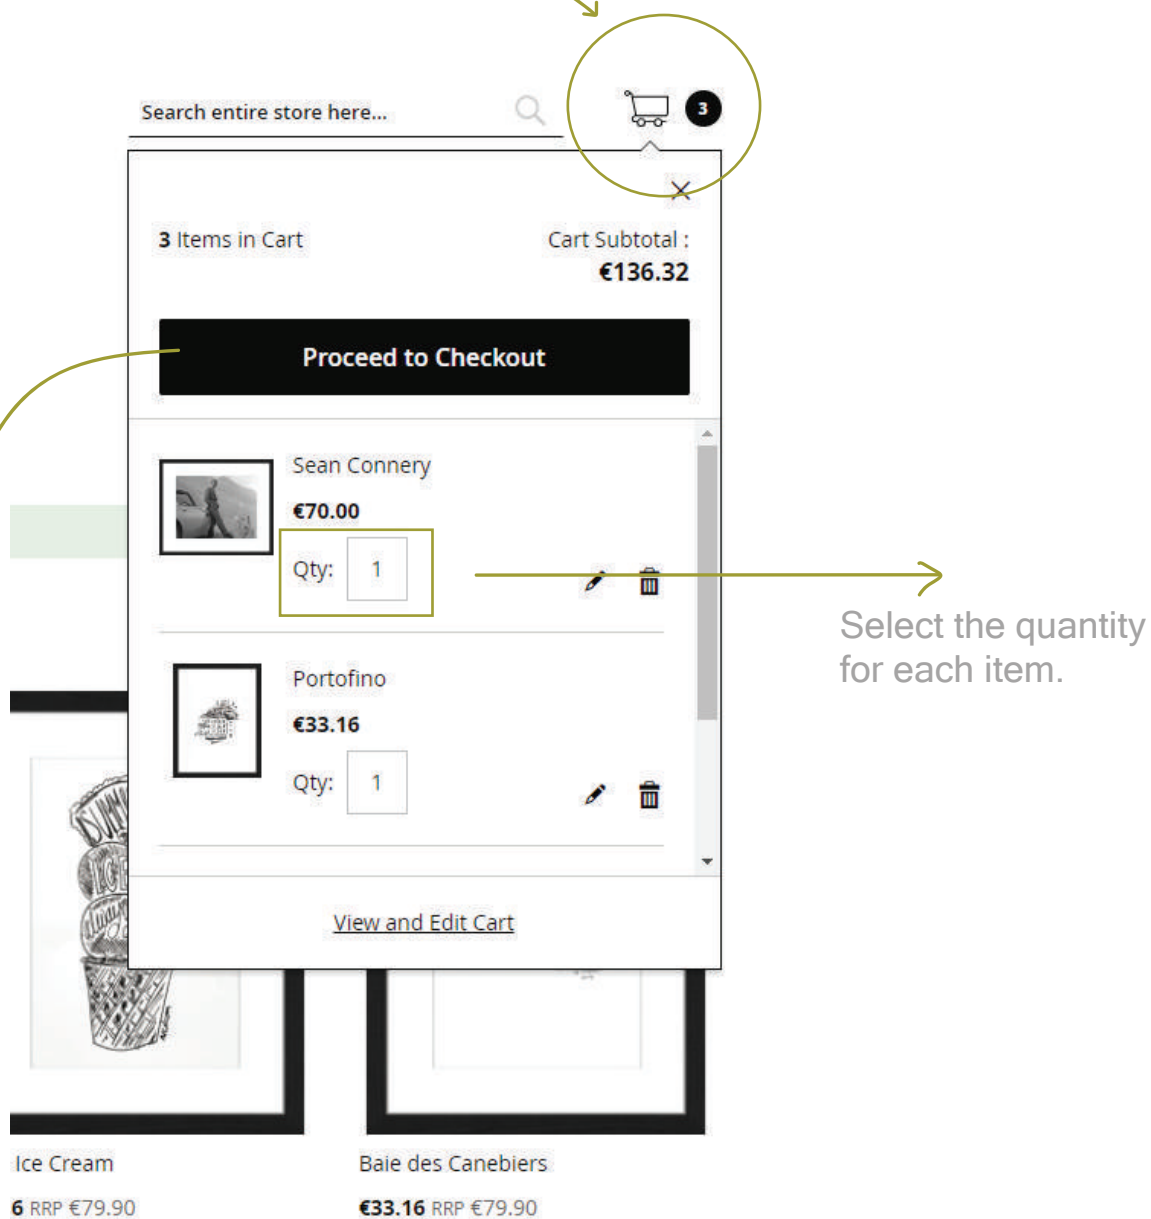 Search entire store here...
3
3 Items in Cart
Cart Subtotal :
€136.32
Proceed to Checkout
Sean Connery
€70.00
Qty: 1
Select the quantity
for each item.
Portofino
€33.16
Qty: 1
View and Edit Cart
Ice Cream
6 RRP €79.90
Baie des Canebiers
€33.16 RRP €79.90